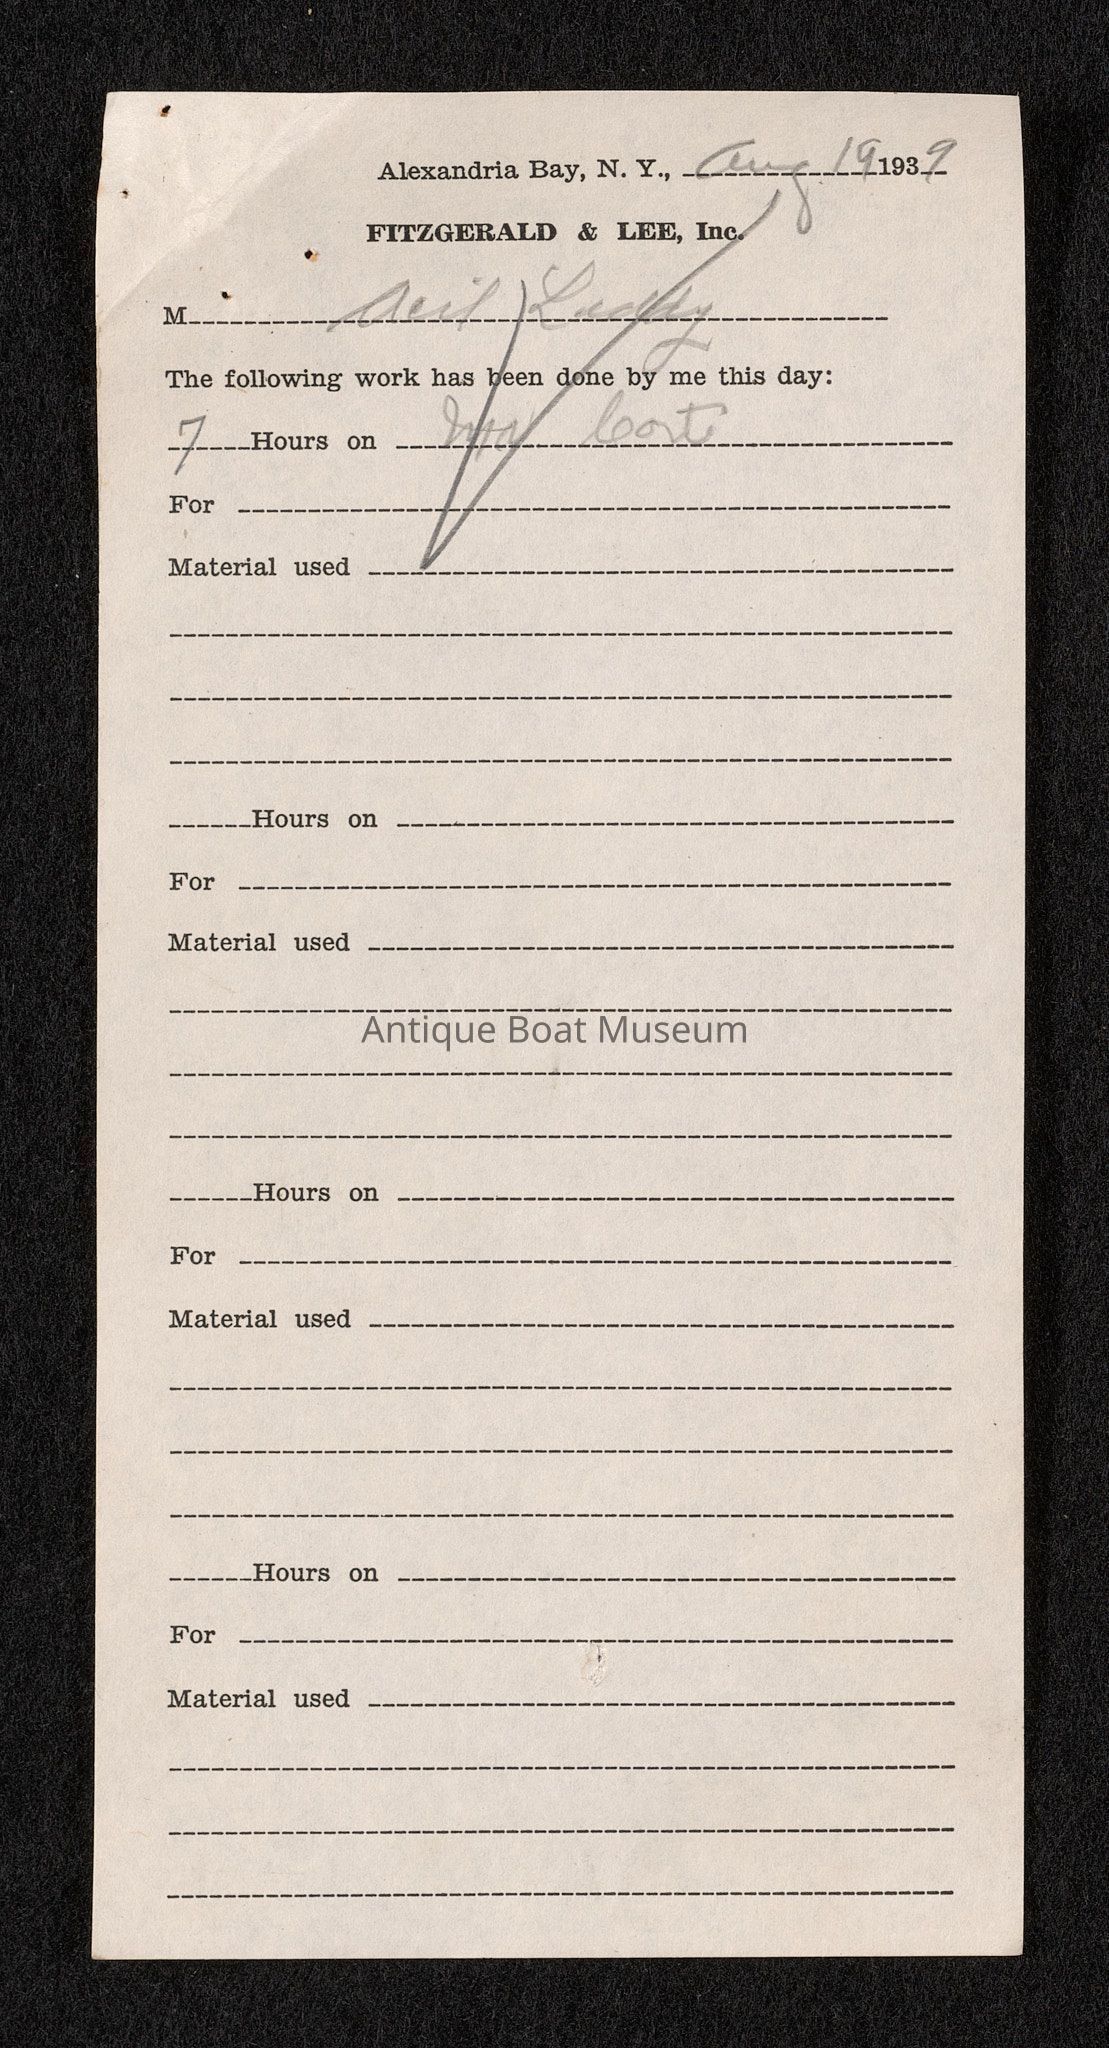 Alexandria Bay, N. Y., Aug 19 1939
FITZGERALD & LEE, Inc.
M Neil Luddy
The following work has been done by me this day:
7 Hours on
For
Material used
Hours on
For
Material used
Antique Boat Museum
Hours on
For
Material used
Hours on
For
Material used